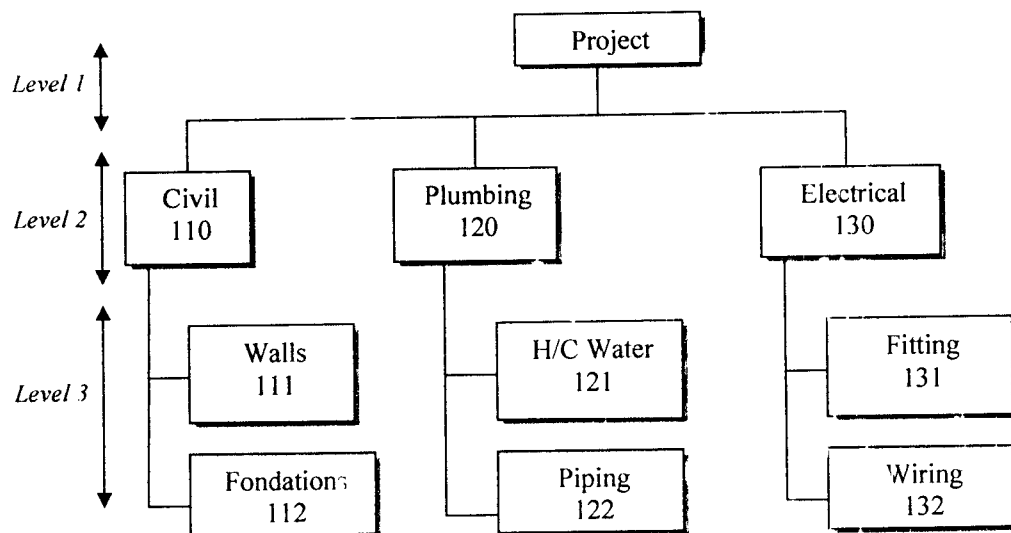 Project
Level 1
Civil
110
Plumbing
120
Electrical
130
Level 2
Walls
111
H/C Water
121
Fitting
131
Level 3
Fondations
112
Piping
122
Wiring
132